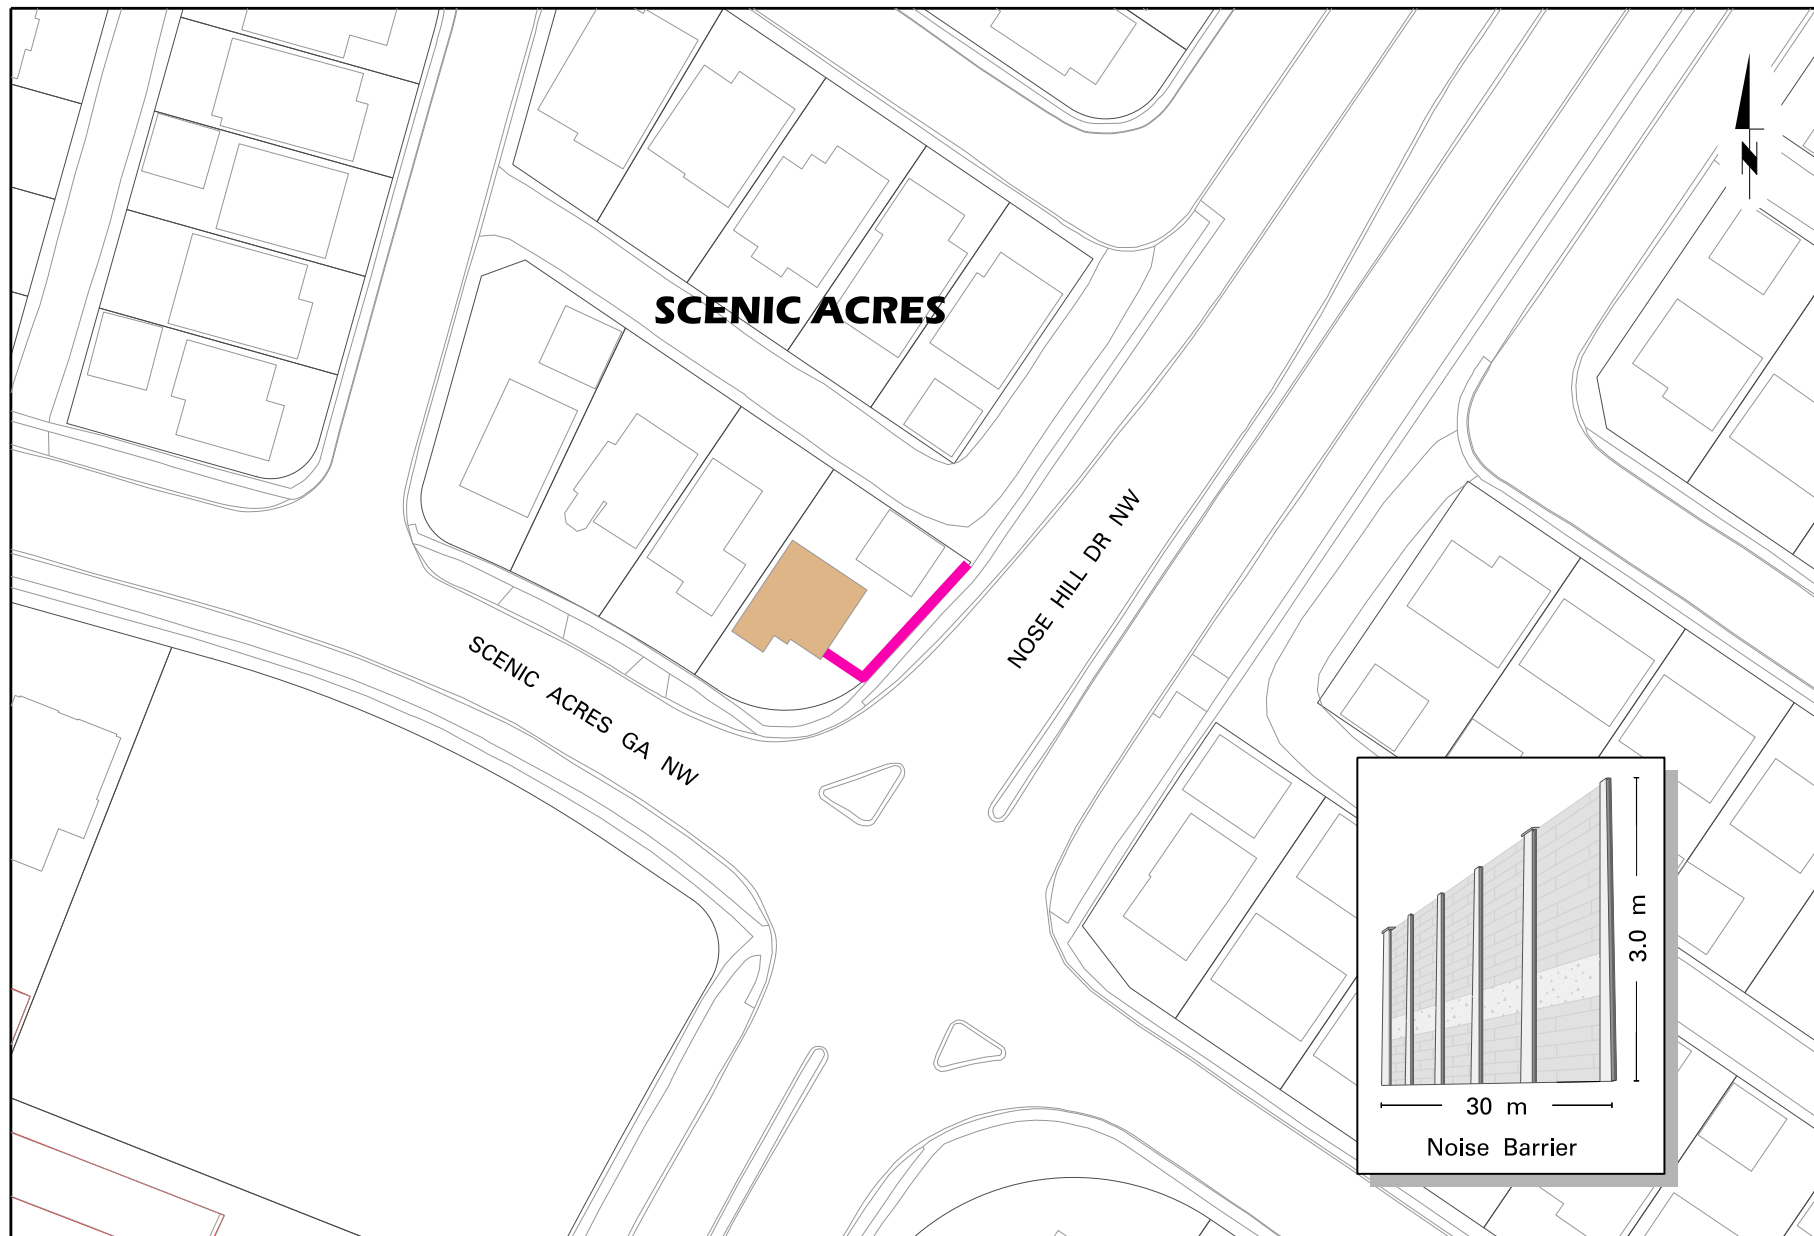 N
SCENIC ACRES
NOSE HILL DR NW
SCENIC ACRES GA NW
3.0 m
30 m
Noise Barrier